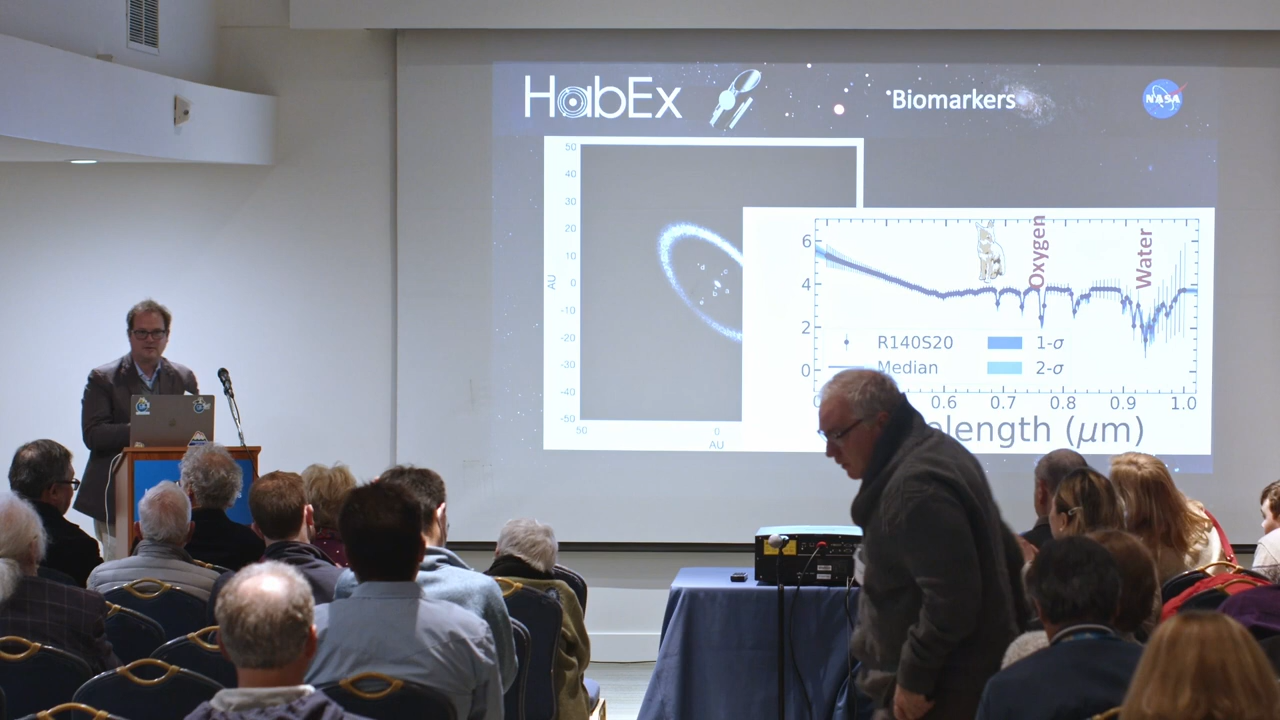 HabEx
•Biomarkers
NASA
50
40
30
20
10
0
-10
-20
-30
-40
-50
AU
50
0
AU
6
4
2
0
Oxygen
Water
R140S20
1-σ
Median
2-σ
0.6
0.7
0.8
0.9
1.0
elength (μm)